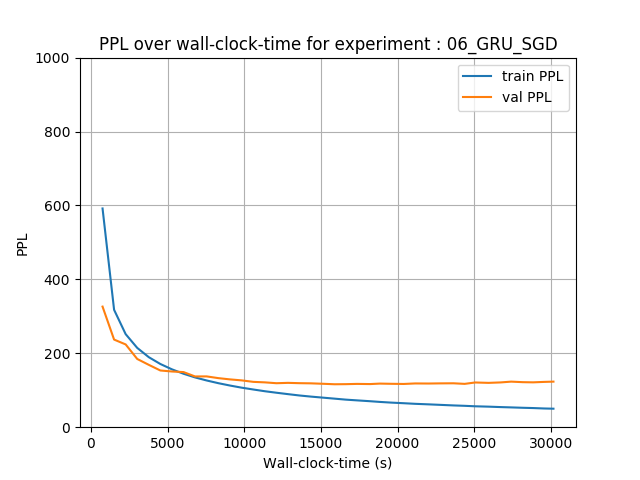 PPL over wall-clock-time for experiment : 06_GRU_SGD
train PPL
val PPL
PPL
1000
800
600
400
200
0
0 5000 10000 15000 20000 25000 30000
Wall-clock-time (s)